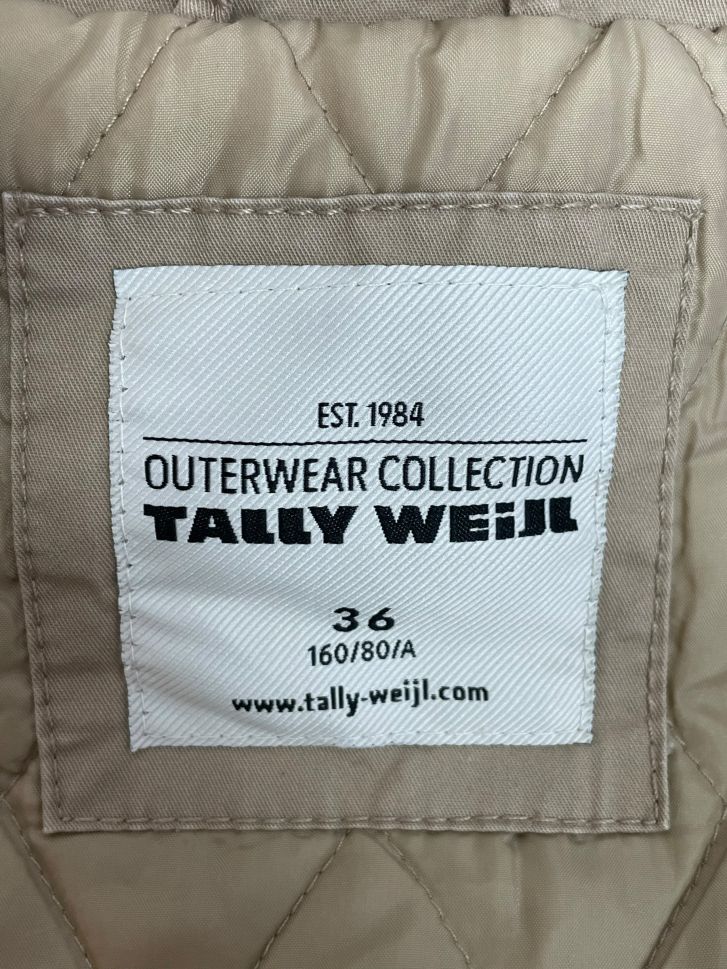 EST. 1984
OUTERWEAR COLLECTION
TALLY WEiJL
36
160/80/A
www.tally-weijl.com